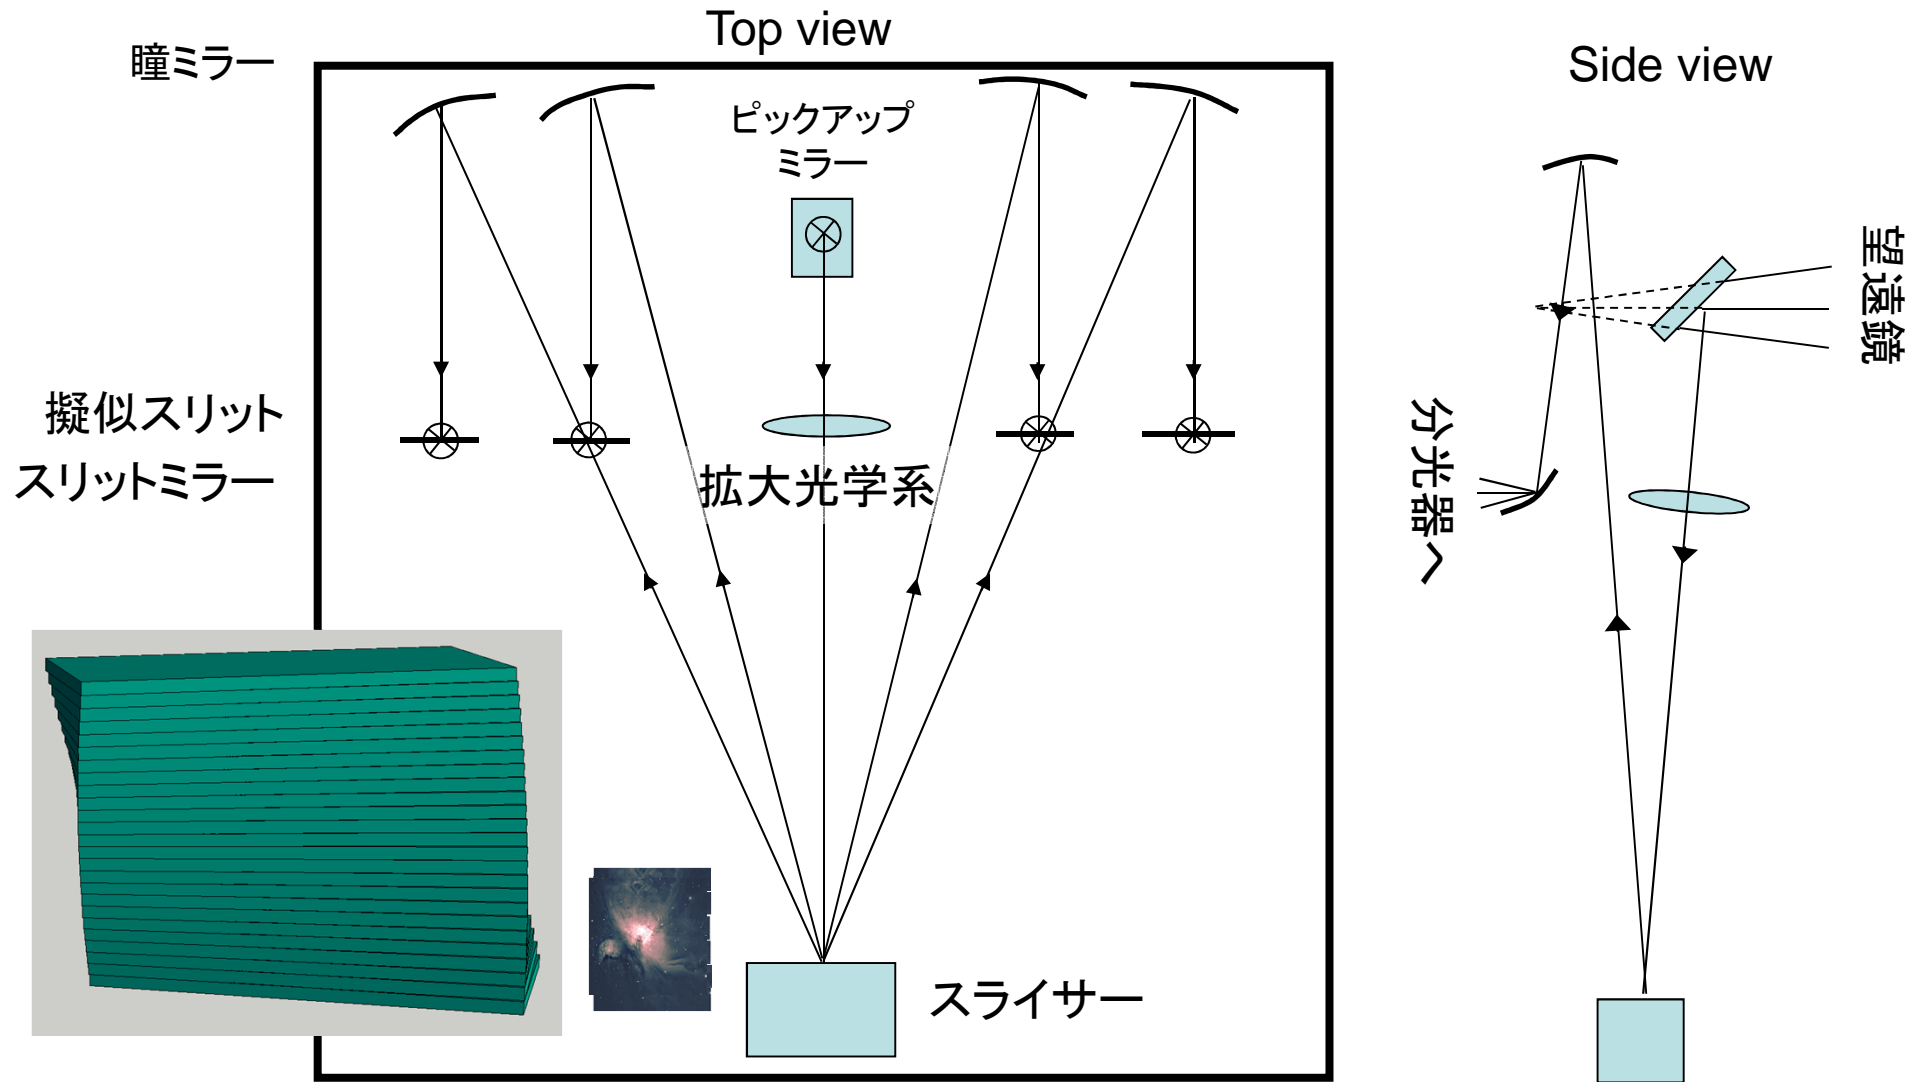 Top view
Side view
瞳ミラー
ピックアップ
ミラー
望遠鏡
擬似スリット
スリットミラー
拡大光学系
分光器へ
スライサー